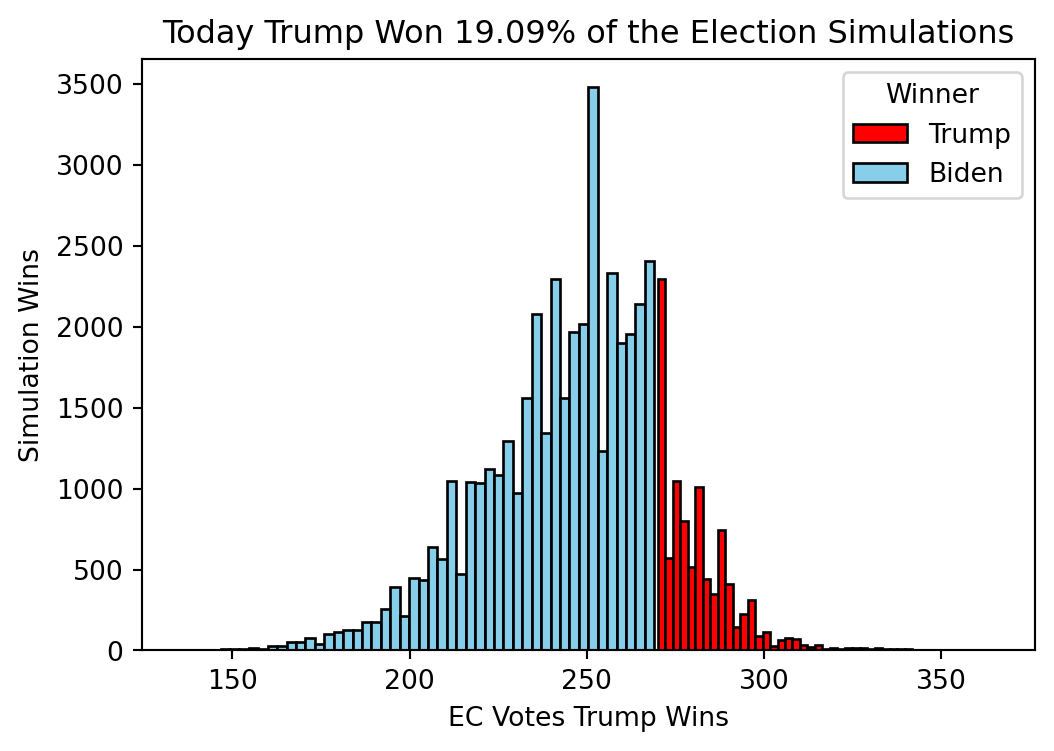 Today Trump Won 19.09% of the Election Simulations
Winner
Trump
Biden
Simulation Wins
3500
3000
2500
2000
1500
1000
500
0
150
200
250
300
350
EC Votes Trump Wins